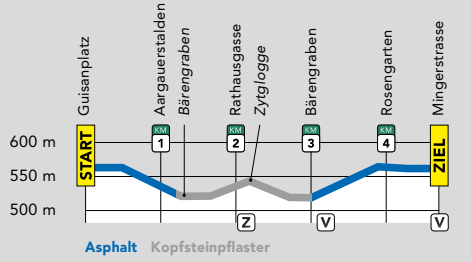 Guisanplatz
Aargauerstalden
Bärengraben
Rathausgasse
Zytglogge
Bärengraben
Rosengarten
Mingerstrasse
START
KM 1
KM 2
KM 3
KM 4
ZIEL
600 m
550 m
500 m
Z
V
V
Asphalt Kopfsteinpflaster